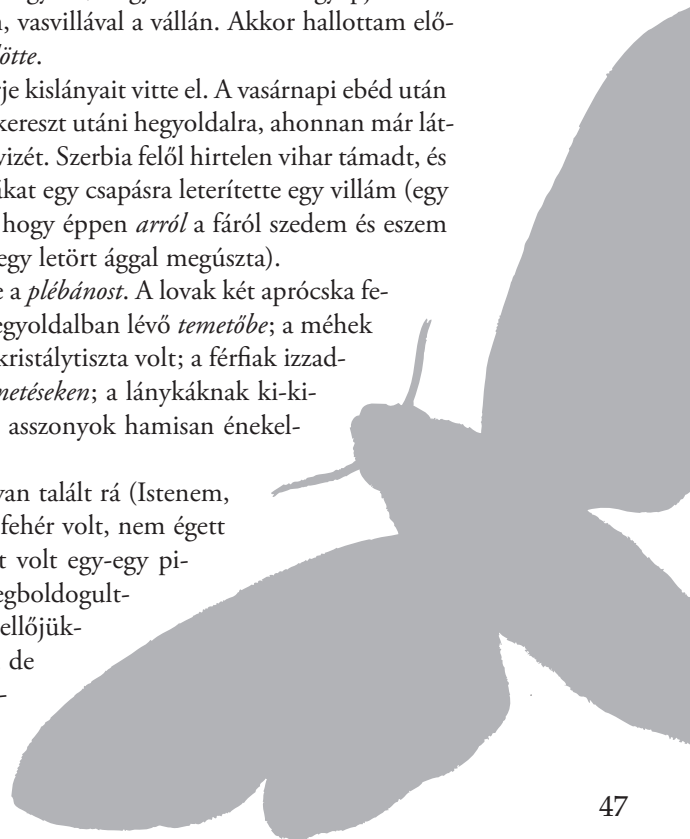 , vasvillával a vállán. Akkor hallottam elő-
ötte.
je kislányait vitte el. A vasárnapi ebéd után
kereszt utáni hegyoldalra, ahonnan már lát-
vizét. Szerbia felől hirtelen vihar támadt, és
ikat egy csapásra leterítette egy villám (egy
hogy éppen arról a fáról szedem és eszem
egy letört ággal megúszta).
e a plébánost. A lovak két aprócska fe-
egyoldalban lévő temetőbe; a méhek
kristálytiszta volt; a férfiak izzad-
metéseken; a lánykáknak ki-ki-
asszonyok hamisan énekel-
van talált rá (Istenem,
fehér volt, nem égett
t volt egy-egy pi-
egboldogult-
ellőjük-
de
-
47